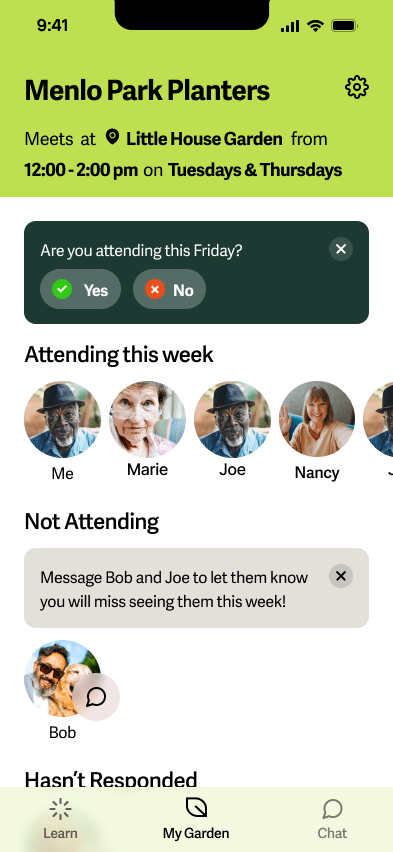 9:41
Menlo Park Planters
Meets at Little House Garden from
12:00 - 2:00 pm on Tuesdays & Thursdays
Are you attending this Friday?
Yes No
Attending this week
Me Marie Joe Nancy
Not Attending
Message Bob and Joe to let them know
you will miss seeing them this week!
Bob
Hasn't Responded
Learn My Garden Chat